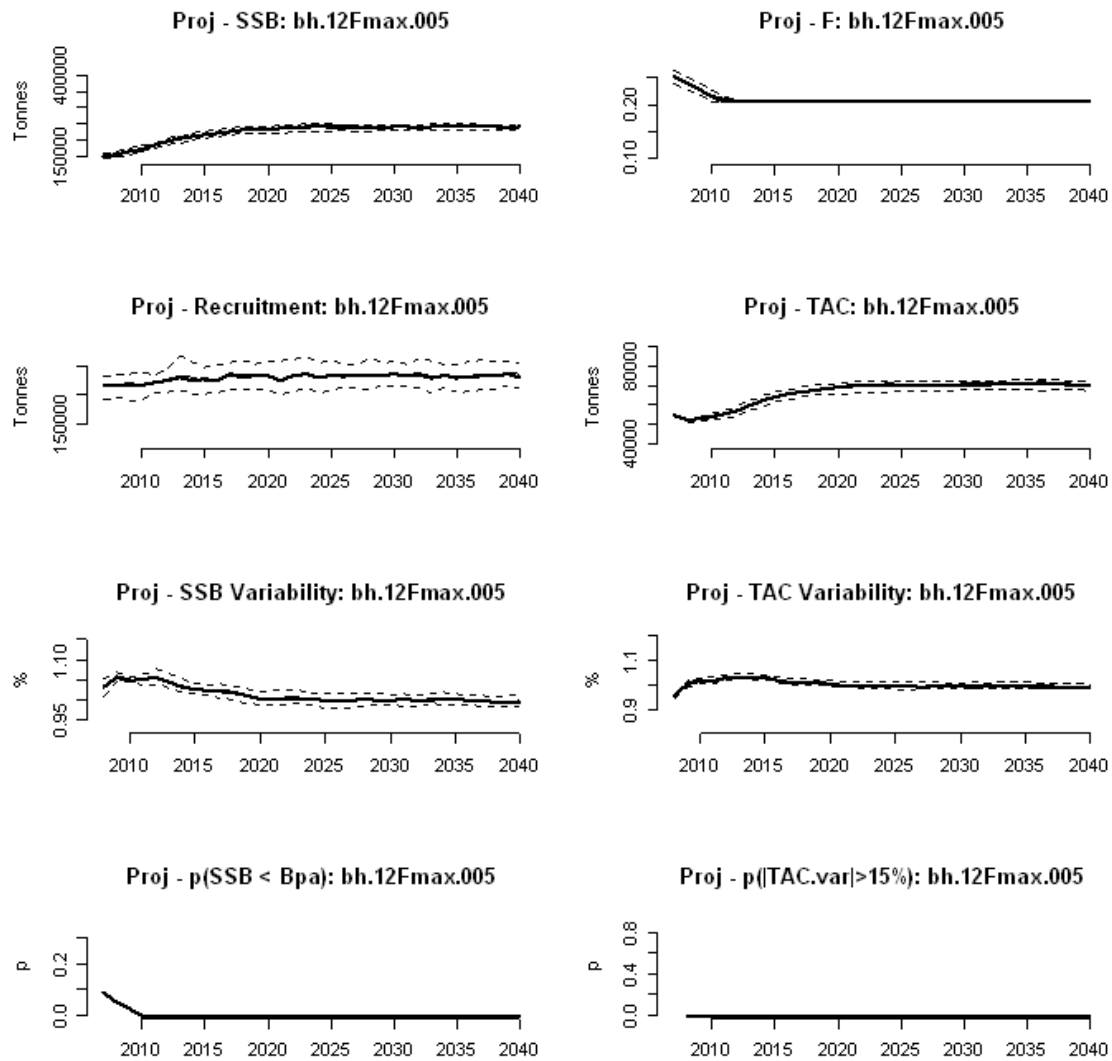 Proj - SSB: bh.12Fmax.005
Tonnes
400000
150000
2010 2015 2020 2025 2030 2035 2040
Proj - F: bh.12Fmax.005
0.20
0.10
2010 2015 2020 2025 2030 2035 2040
Proj - Recruitment: bh.12Fmax.005
Tonnes
150000
2010 2015 2020 2025 2030 2035 2040
Proj - TAC: bh.12Fmax.005
Tonnes
80000
40000
2010 2015 2020 2025 2030 2035 2040
Proj - SSB Variability: bh.12Fmax.005
%
1.10
0.95
2010 2015 2020 2025 2030 2035 2040
Proj - TAC Variability: bh.12Fmax.005
%
1.1
0.9
2010 2015 2020 2025 2030 2035 2040
Proj - p(SSB < Bpa): bh.12Fmax.005
p
0.2
0.0
2010 2015 2020 2025 2030 2035 2040
Proj - p(|TAC.var|>15%): bh.12Fmax.005
p
0.8
0.4
0.0
2010 2015 2020 2025 2030 2035 2040